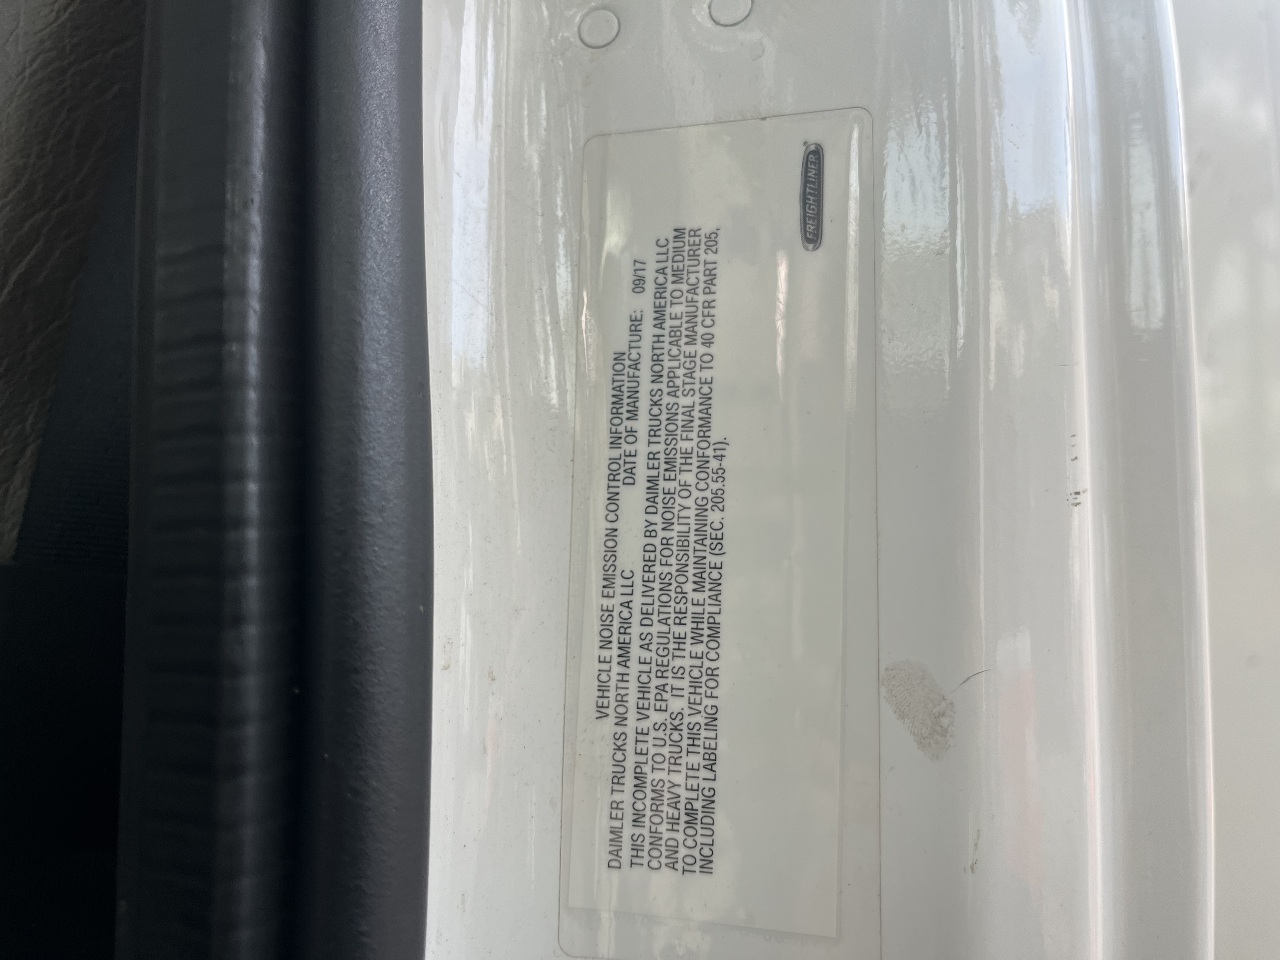 VEHICLE NOISE EMISSION CONTROL INFORMATION
DAIMLER TRUCKS NORTH AMERICA LLC DATE OF MANUFACTURE: 09/17
THIS INCOMPLETE VEHICLE AS DELIVERED BY DAIMLER TRUCKS NORTH AMERICA LLC
CONFORMS TO U.S. EPA REGULATIONS FOR NOISE EMISSIONS APPLICABLE TO MEDIUM
AND HEAVY TRUCKS. IT IS THE RESPONSIBILITY OF THE FINAL STAGE MANUFACTURER
TO COMPLETE THIS VEHICLE WHILE MAINTAINING CONFORMANCE TO 40 CFR PART 205,
INCLUDING LABELING FOR COMPLIANCE (SEC. 205.55-41).
FREIGHTLINER